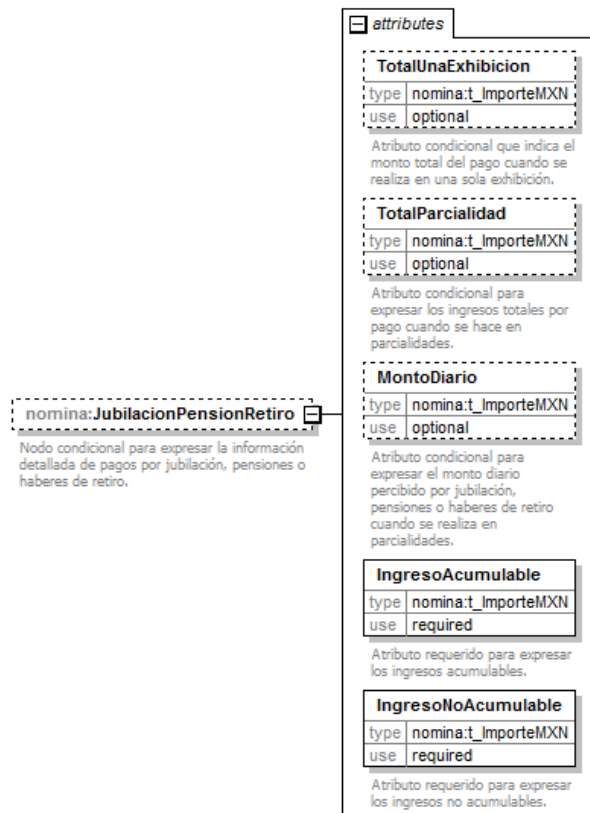 attributes
TotalUnaExhibicion
type nomina:t_ImporteMXN
use optional
Atributo condicional que indica el
monto total del pago cuando se
realiza en una sola exhibición.
TotalParcialidad
type nomina:t_ImporteMXN
use optional
Atributo condicional para
expresar los ingresos totales por
pago cuando se hace en
parcialidades.
nomina:JubilacionPensionRetiro
Nodo condicional para expresar la información
detallada de pagos por jubilación, pensiones o
haberes de retiro.
MontoDiario
type nomina:t_ImporteMXN
use optional
Atributo condicional para
expresar el monto diario
percibido por jubilación,
pensiones o haberes de retiro
cuando se realiza en
parcialidades.
IngresoAcumulable
type nomina:t_ImporteMXN
use required
Atributo requerido para expresar
los ingresos acumulables.
IngresoNoAcumulable
type nomina:t_ImporteMXN
use required
Atributo requerido para expresar
los ingresos no acumulables.